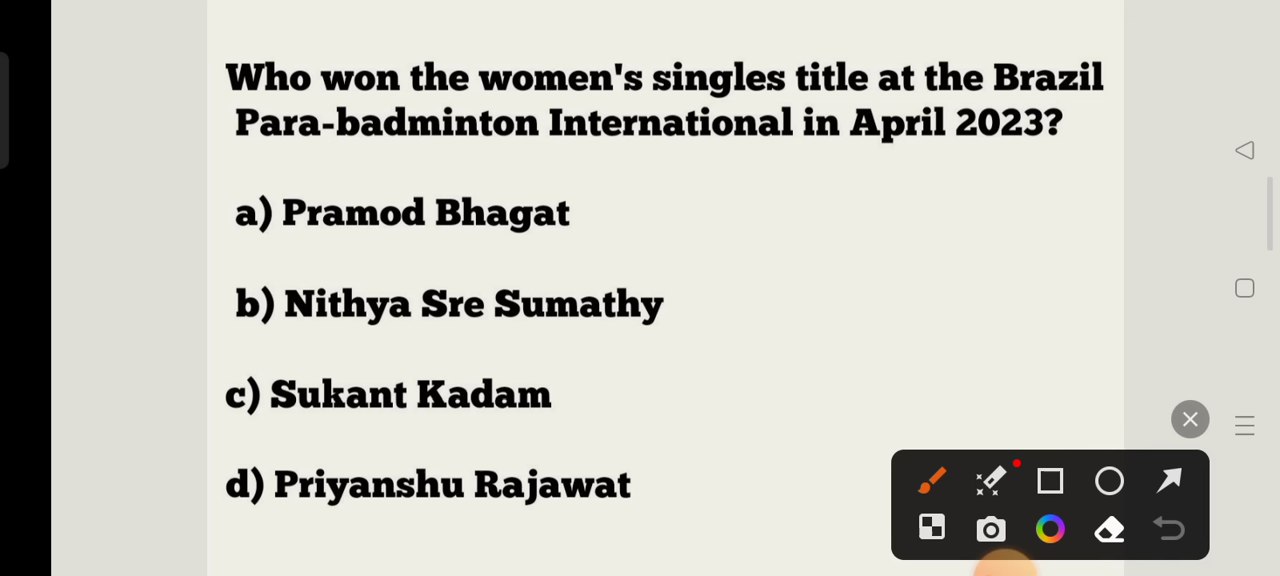 Who won the women's singles title at the Brazil
Para-badminton International in April 2023?
a) Pramod Bhagat
b) Nithya Sre Sumathy
c) Sukant Kadam
d) Priyanshu Rajawat